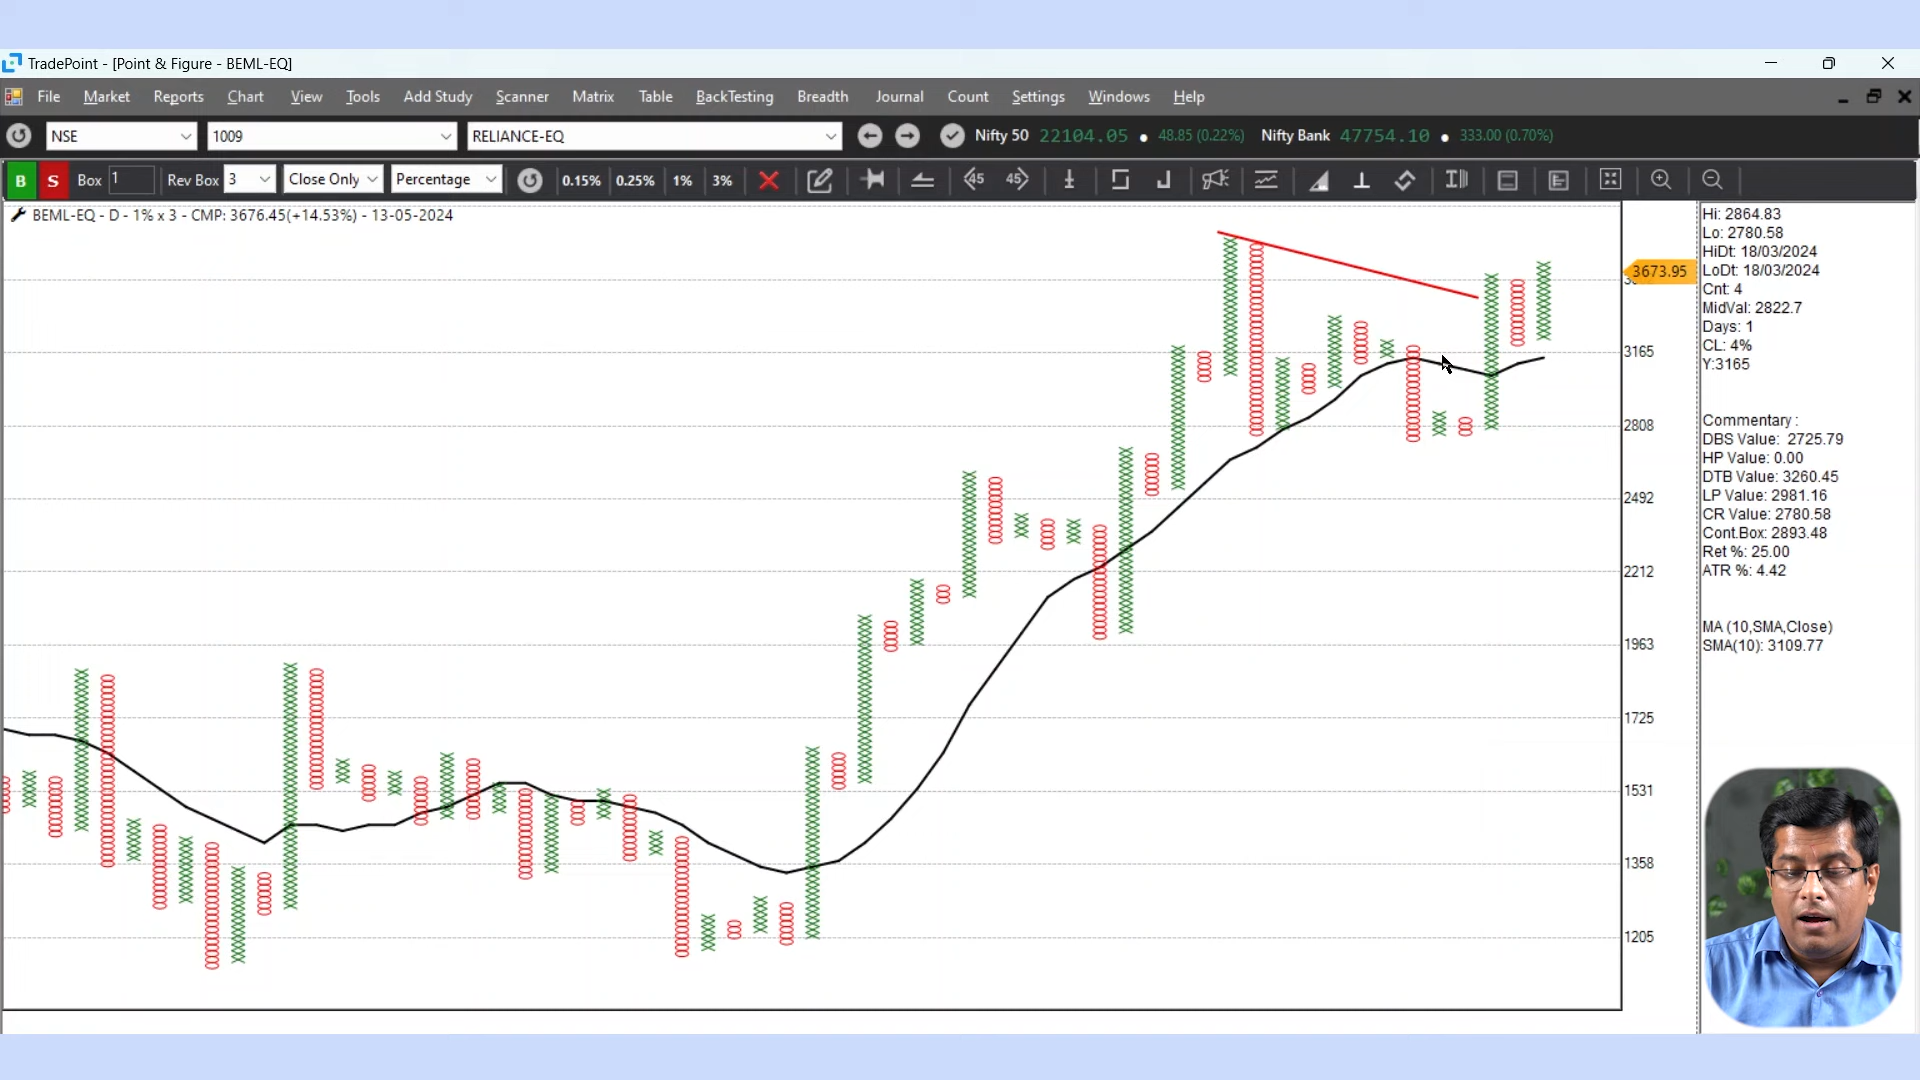 TradePoint - [Point & Figure - BEML-EQ]
File Market Reports Chart View Tools Add Study Scanner Matrix Table BackTesting Breadth Journal Count Settings Windows Help
NSE 1009 RELIANCE-EQ Nifty 50 22104.05 48.85 (0.22%) Nifty Bank 47754.10 333.00 (0.70%)
B S Box 1 Rev Box 3 Close Only Percentage 0.15% 0.25% 1% 3% 45 45
BEML-EQ - D - 1% x 3 - CMP: 3676.45(+14.53%) - 13-05-2024
3673.95
3165
2808
2492
2212
1963
1725
1531
1358
1205
Hi: 2864.83
Lo: 2780.58
HiDt: 18/03/2024
LoDt: 18/03/2024
Cnt: 4
MidVal: 2822.7
Days: 1
CL: 4%
Y:3165
Commentary :
DBS Value: 2725.79
HP Value: 0.00
DTB Value: 3260.45
LP Value: 2981.16
CR Value: 2780.58
Cont.Box: 2893.48
Ret %: 25.00
ATR %: 4.42
MA (10,SMA,Close)
SMA(10): 3109.77